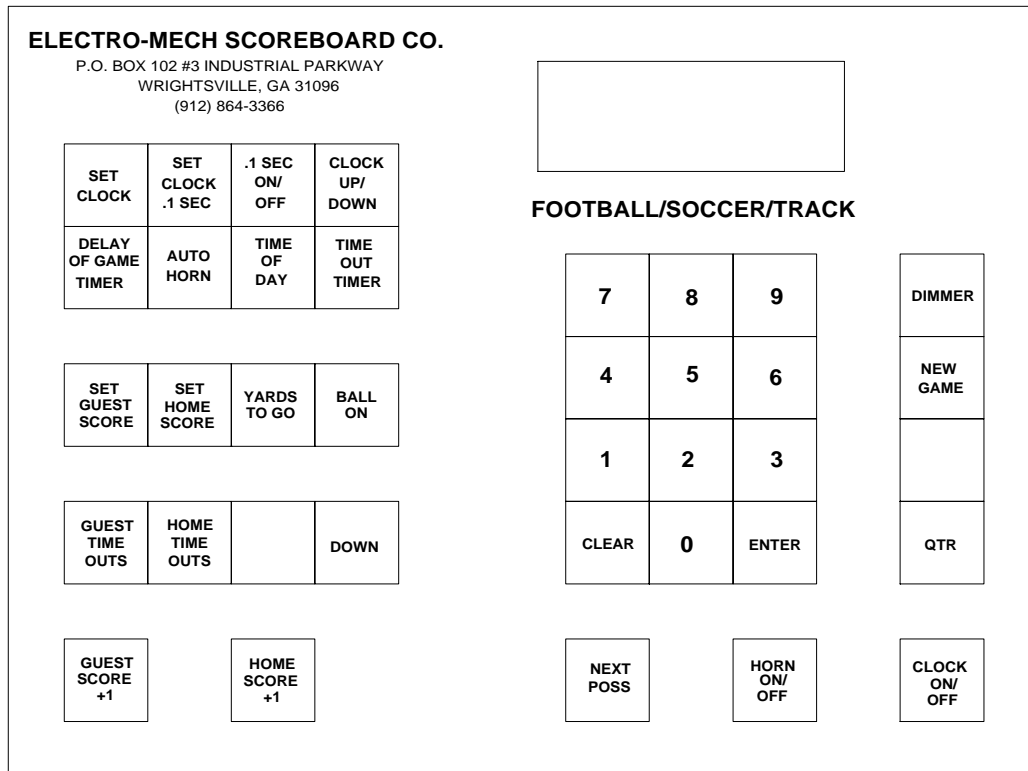 ELECTRO-MECH SCOREBOARD CO.
P.O. BOX 102 #3 INDUSTRIAL PARKWAY
WRIGHTSVILLE, GA 31096
(912) 864-3366
SET
CLOCK
SET
CLOCK
.1 SEC
.1 SEC
ON/
OFF
CLOCK
UP/
DOWN
DELAY
OF GAME
TIMER
AUTO
HORN
TIME
OF
DAY
TIME
OUT
TIMER
SET
GUEST
SCORE
SET
HOME
SCORE
YARDS
TO GO
BALL
ON
GUEST
TIME
OUTS
HOME
TIME
OUTS
DOWN
GUEST
SCORE
+1
HOME
SCORE
+1
FOOTBALL/SOCCER/TRACK
7
8
9
4
5
6
1
2
3
CLEAR
0
ENTER
DIMMER
NEW
GAME
QTR
NEXT
POSS
HORN
ON/
OFF
CLOCK
ON/
OFF